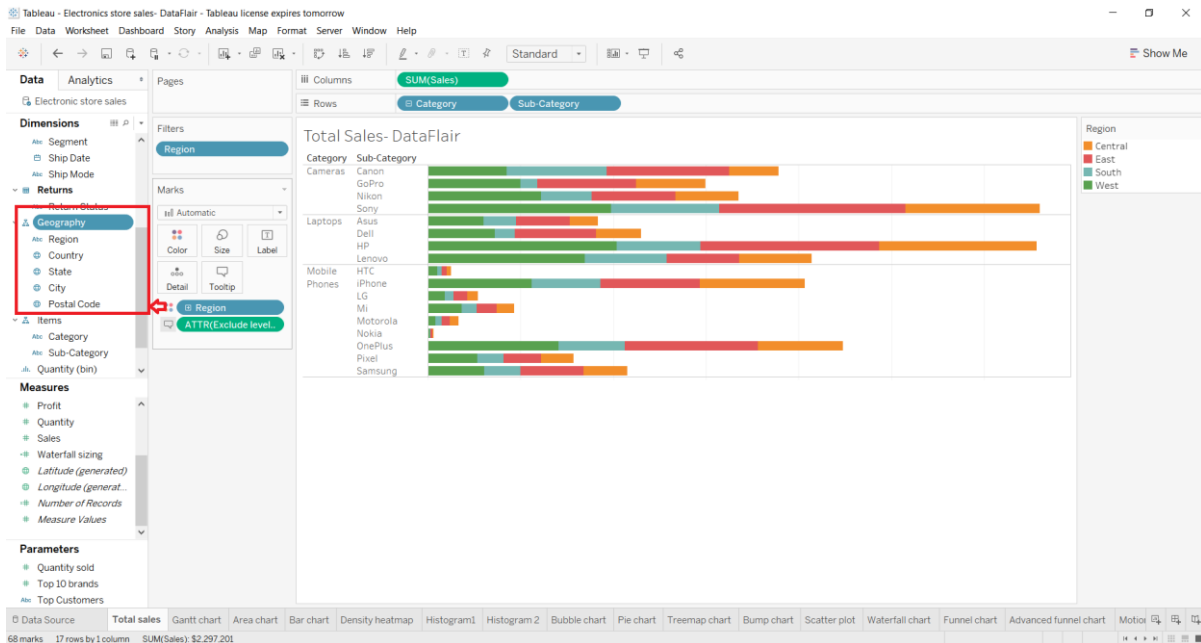 Tableau - Electronics store sales- DataFlair - Tableau license expires tomorrow
File Data Worksheet Dashboard Story Analysis Map Format Server Window Help
Standard
Show Me
Data Analytics
Electronic store sales
Dimensions
Abc Segment
Ship Date
Abc Ship Mode
Returns
Abc Return Status
Geography
Abc Region
Country
State
City
Postal Code
Items
Abc Category
Abc Sub-Category
Quantity (bin)
Measures
Profit
Quantity
Sales
Waterfall sizing
Latitude (generated)
Longitude (generat...
Number of Records
Measure Values
Parameters
Quantity sold
Top 10 brands
Abc Top Customers
Pages
Filters
Region
Marks
Automatic
Color Size Label
Detail Tooltip
Region
ATTR(Exclude level..
Columns SUM(Sales)
Rows Category Sub-Category
Total Sales- DataFlair
Category Sub-Category
Cameras Canon
GoPro
Nikon
Sony
Laptops Asus
Dell
HP
Lenovo
Mobile Phones HTC
iPhone
LG
Mi
Motorola
Nokia
OnePlus
Pixel
Samsung
Region
Central
East
South
West
Data Source Total sales Gantt chart Area chart Bar chart Density heatmap Histogram1 Histogram 2 Bubble chart Pie chart Treemap chart Bump chart Scatter plot Waterfall chart Funnel chart Advanced funnel chart Motio
68 marks 17 rows by 1 column SUM(Sales): $2,297,201